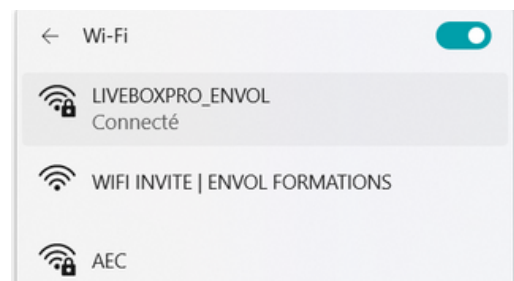 Wi-Fi
LIVEBOXPRO_ENVOL
Connecté
WIFI INVITE | ENVOL FORMATIONS
AEC